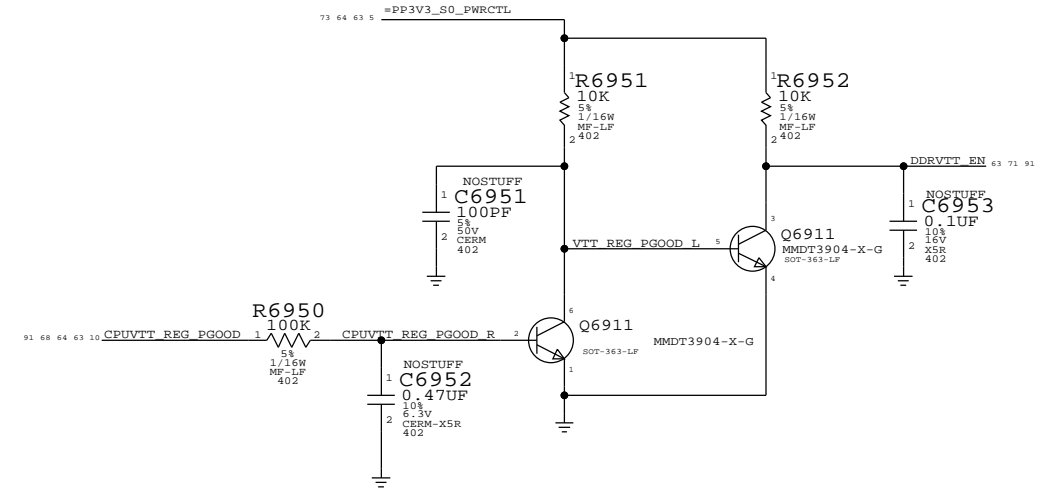 =PP3V3_S0_PWRCTL
73 64 63 5
1
R6951
10K
5%
1/16W
MF-LF
2
402
1
R6952
10K
5%
1/16W
MF-LF
2
402
DDRVTT_EN
63 71 91
NOSTUFF
1
C6951
100PF
5%
50V
2
CERM
402
NOSTUFF
1
C6953
0.1UF
10%
16V
2
X5R
402
VTT_REG_PGOOD_L
5
3
Q6911
MMDT3904-X-G
SOT-363-LF
4
R6950
100K
91 68 64 63 10
CPUVTT_REG_PGOOD
1
2
5%
1/16W
MF-LF
402
CPUVTT_REG_PGOOD_R
2
6
Q6911
SOT-363-LF
MMDT3904-X-G
1
NOSTUFF
1
C6952
0.47UF
10%
6.3V
2
CERM-X5R
402